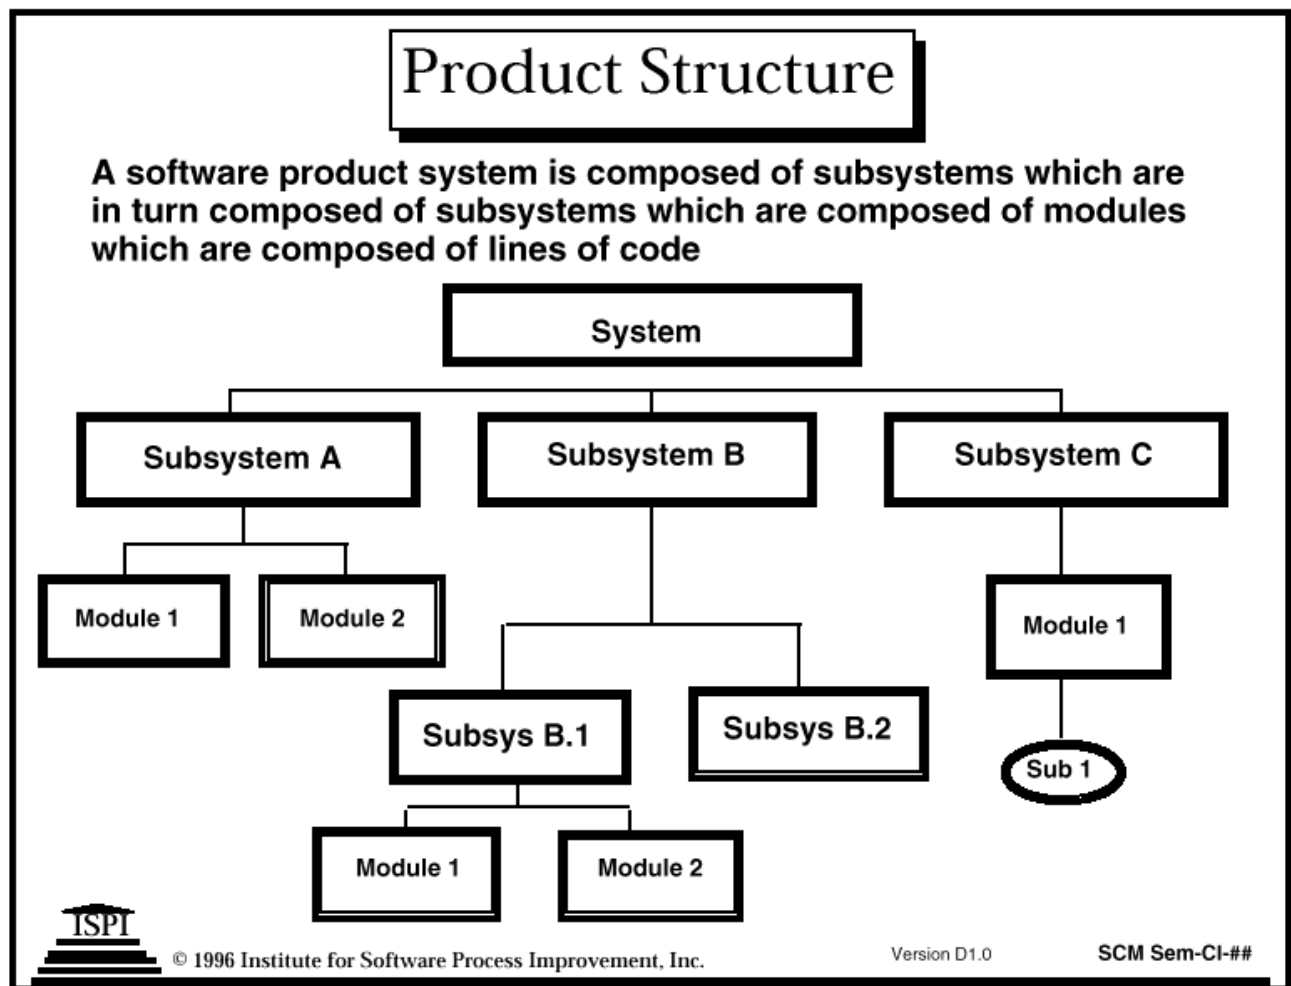 Product Structure
A software product system is composed of subsystems which are
in turn composed of subsystems which are composed of modules
which are composed of lines of code
System
Subsystem A
Subsystem B
Subsystem C
Module 1
Module 2
Module 1
Subsys B.1
Subsys B.2
Sub 1
Module 1
Module 2
ISPI
© 1996 Institute for Software Process Improvement, Inc.
Version D1.0
SCM Sem-CI-##